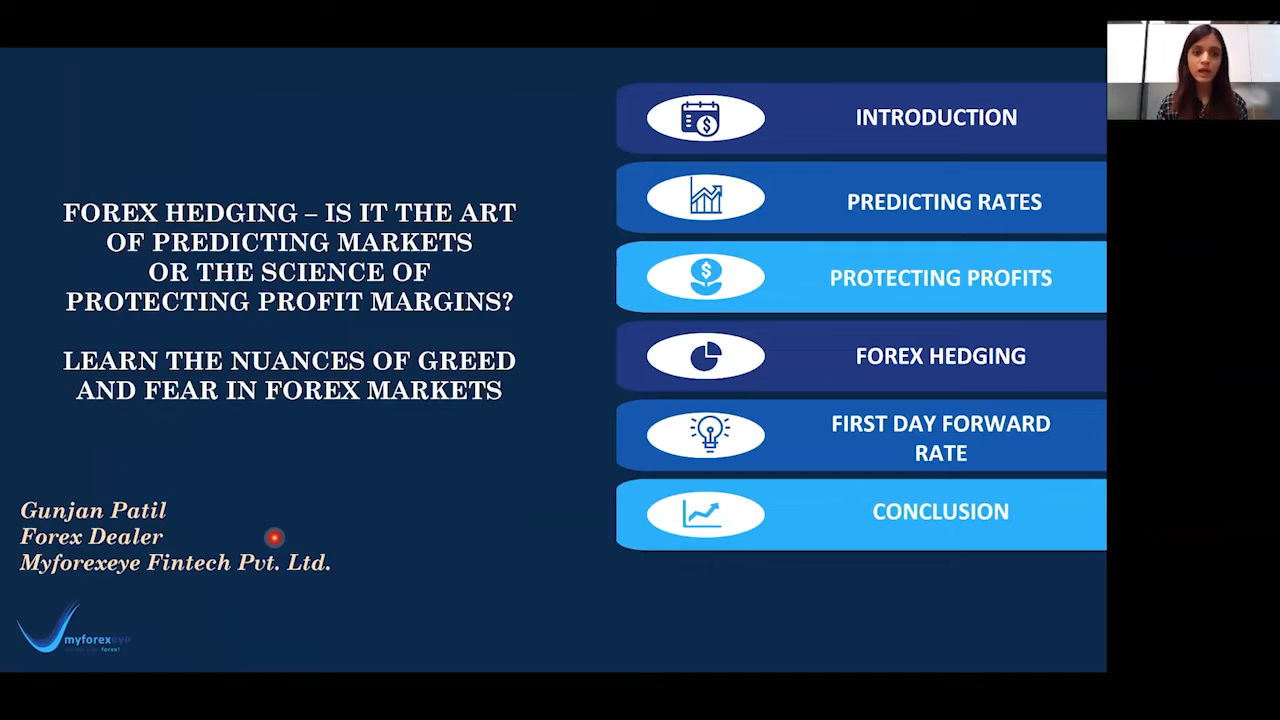 FOREX HEDGING – IS IT THE ART
OF PREDICTING MARKETS
OR THE SCIENCE OF
PROTECTING PROFIT MARGINS?
LEARN THE NUANCES OF GREED
AND FEAR IN FOREX MARKETS
Gunjan Patil
Forex Dealer
Myforexeye Fintech Pvt. Ltd.
myforexeye
forex!
INTRODUCTION
PREDICTING RATES
PROTECTING PROFITS
FOREX HEDGING
FIRST DAY FORWARD
RATE
CONCLUSION